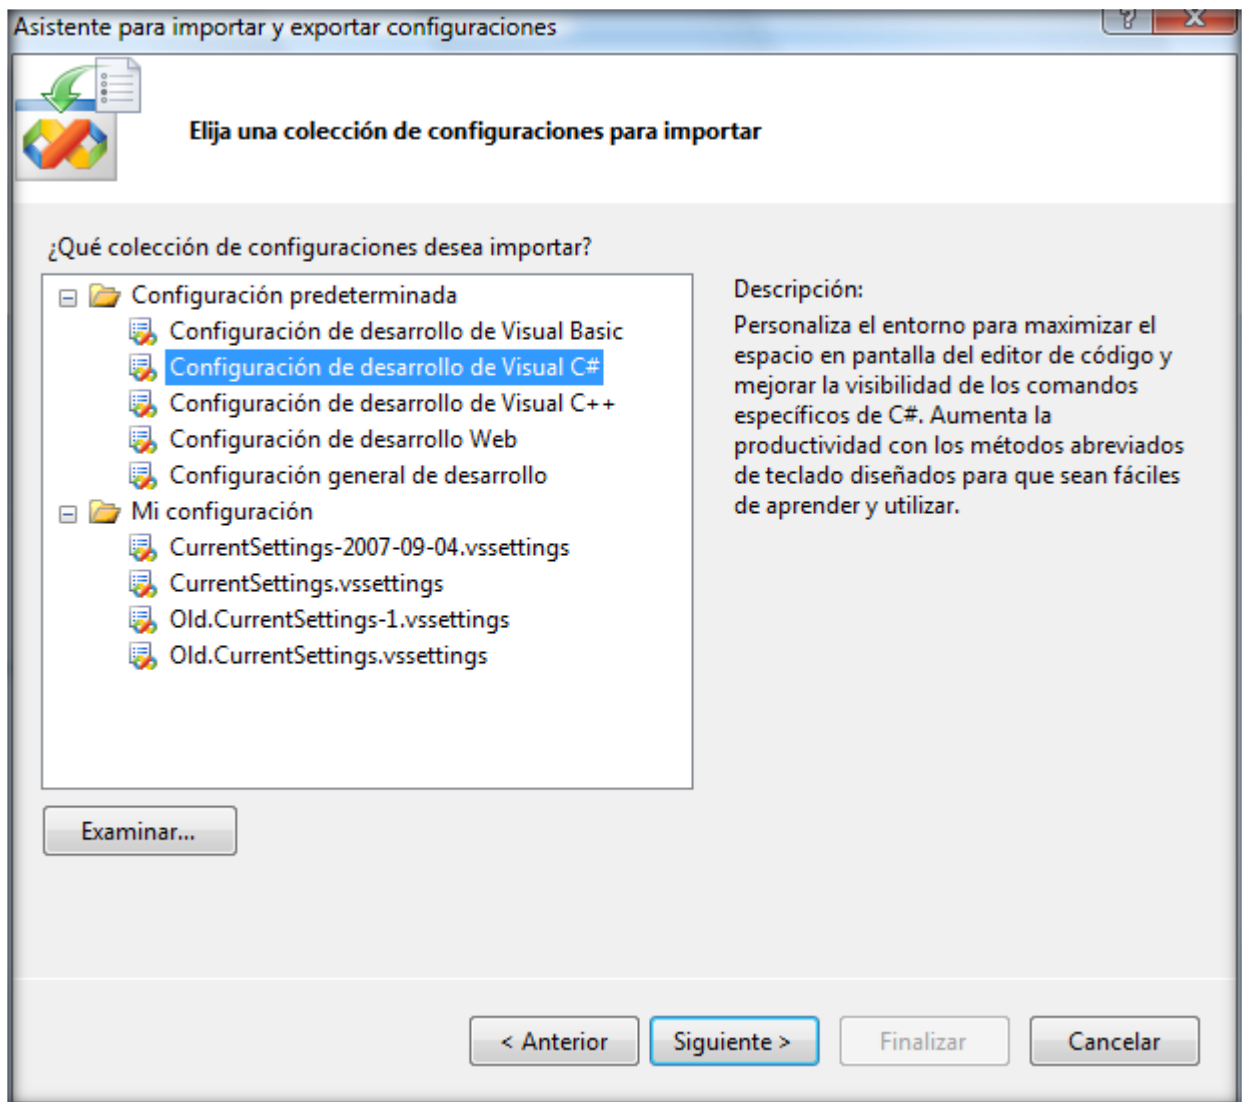 Asistente para importar y exportar configuraciones
Elija una colección de configuraciones para importar
¿Qué colección de configuraciones desea importar?
Configuración predeterminada
Configuración de desarrollo de Visual Basic
Configuración de desarrollo de Visual C#
Configuración de desarrollo de Visual C++
Configuración de desarrollo Web
Configuración general de desarrollo
Mi configuración
CurrentSettings-2007-09-04.vssettings
CurrentSettings.vssettings
Old.CurrentSettings-1.vssettings
Old.CurrentSettings.vssettings
Descripción:
Personaliza el entorno para maximizar el
espacio en pantalla del editor de código y
mejorar la visibilidad de los comandos
específicos de C#. Aumenta la
productividad con los métodos abreviados
de teclado diseñados para que sean fáciles
de aprender y utilizar.
Examinar...
< Anterior
Siguiente >
Finalizar
Cancelar